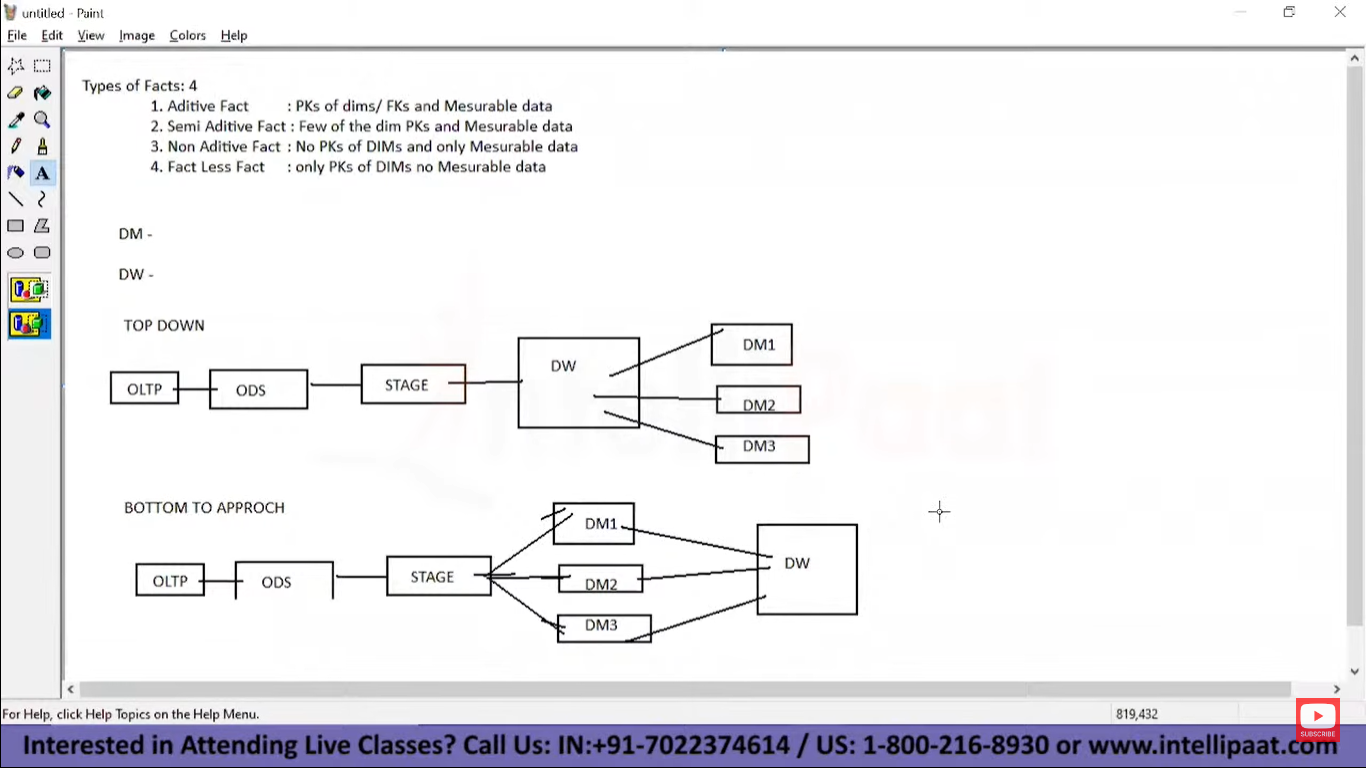 untitled - Paint
File Edit View Image Colors Help
Types of Facts: 4
1. Aditive Fact : PKs of dims/ FKs and Mesurable data
2. Semi Aditive Fact : Few of the dim PKs and Mesurable data
3. Non Aditive Fact : No PKs of DIMs and only Mesurable data
4. Fact Less Fact : only PKs of DIMs no Mesurable data
DM -
DW -
TOP DOWN
OLTP
ODS
STAGE
DW
DM1
DM2
DM3
BOTTOM TO APPROCH
OLTP
ODS
STAGE
DM1
DM2
DM3
DW
intelliPaat
For Help, click Help Topics on the Help Menu.
819,432
SUBSCRIBE
Interested in Attending Live Classes? Call Us: IN:+91-7022374614 / US: 1-800-216-8930 or www.intellipaat.com